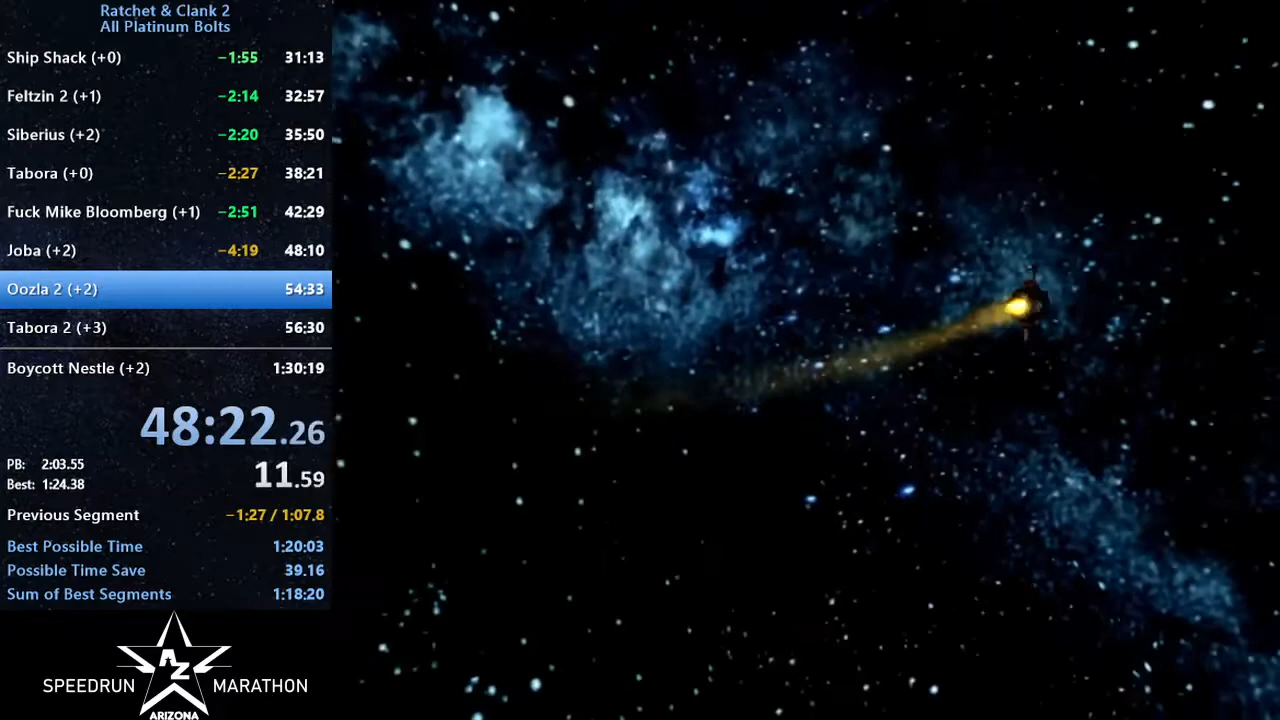 Ratchet & Clank 2
All Platinum Bolts
Ship Shack (+0) −1:55 31:13
Feltzin 2 (+1) −2:14 32:57
Siberius (+2) −2:20 35:50
Tabora (+0) −2:27 38:21
Fuck Mike Bloomberg (+1) −2:51 42:29
Joba (+2) −4:19 48:10
Oozla 2 (+2) 54:33
Tabora 2 (+3) 56:30
Boycott Nestle (+2) 1:30:19
48:22.26
PB: 2:03.55
Best: 1:24.38
11.59
Previous Segment −1:27 / 1:07.8
Best Possible Time 1:20:03
Possible Time Save 39.16
Sum of Best Segments 1:18:20
AZ
SPEEDRUN MARATHON
ARIZONA